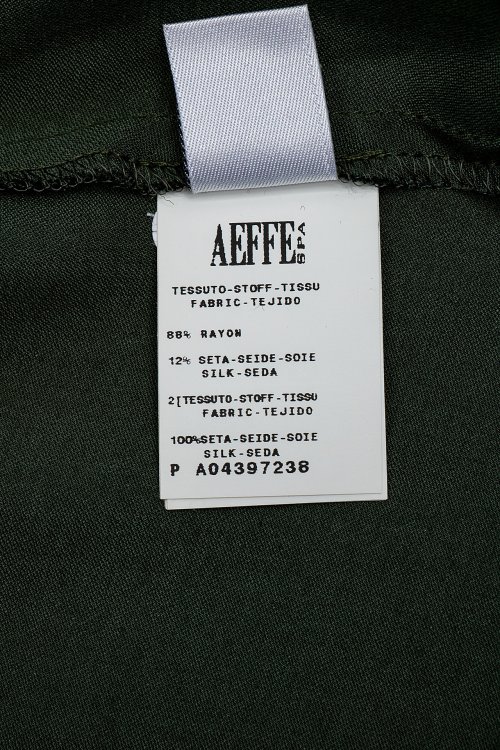 AEFFE SPA
TESSUTO-STOFF-TISSU
FABRIC-TEJIDO
88% RAYON
12% SETA-SEIDE-SOIE
SILK-SEDA
2[TESSUTO-STOFF-TISSU
FABRIC-TEJIDO
100%SETA-SEIDE-SOIE
SILK-SEDA
P A04397238